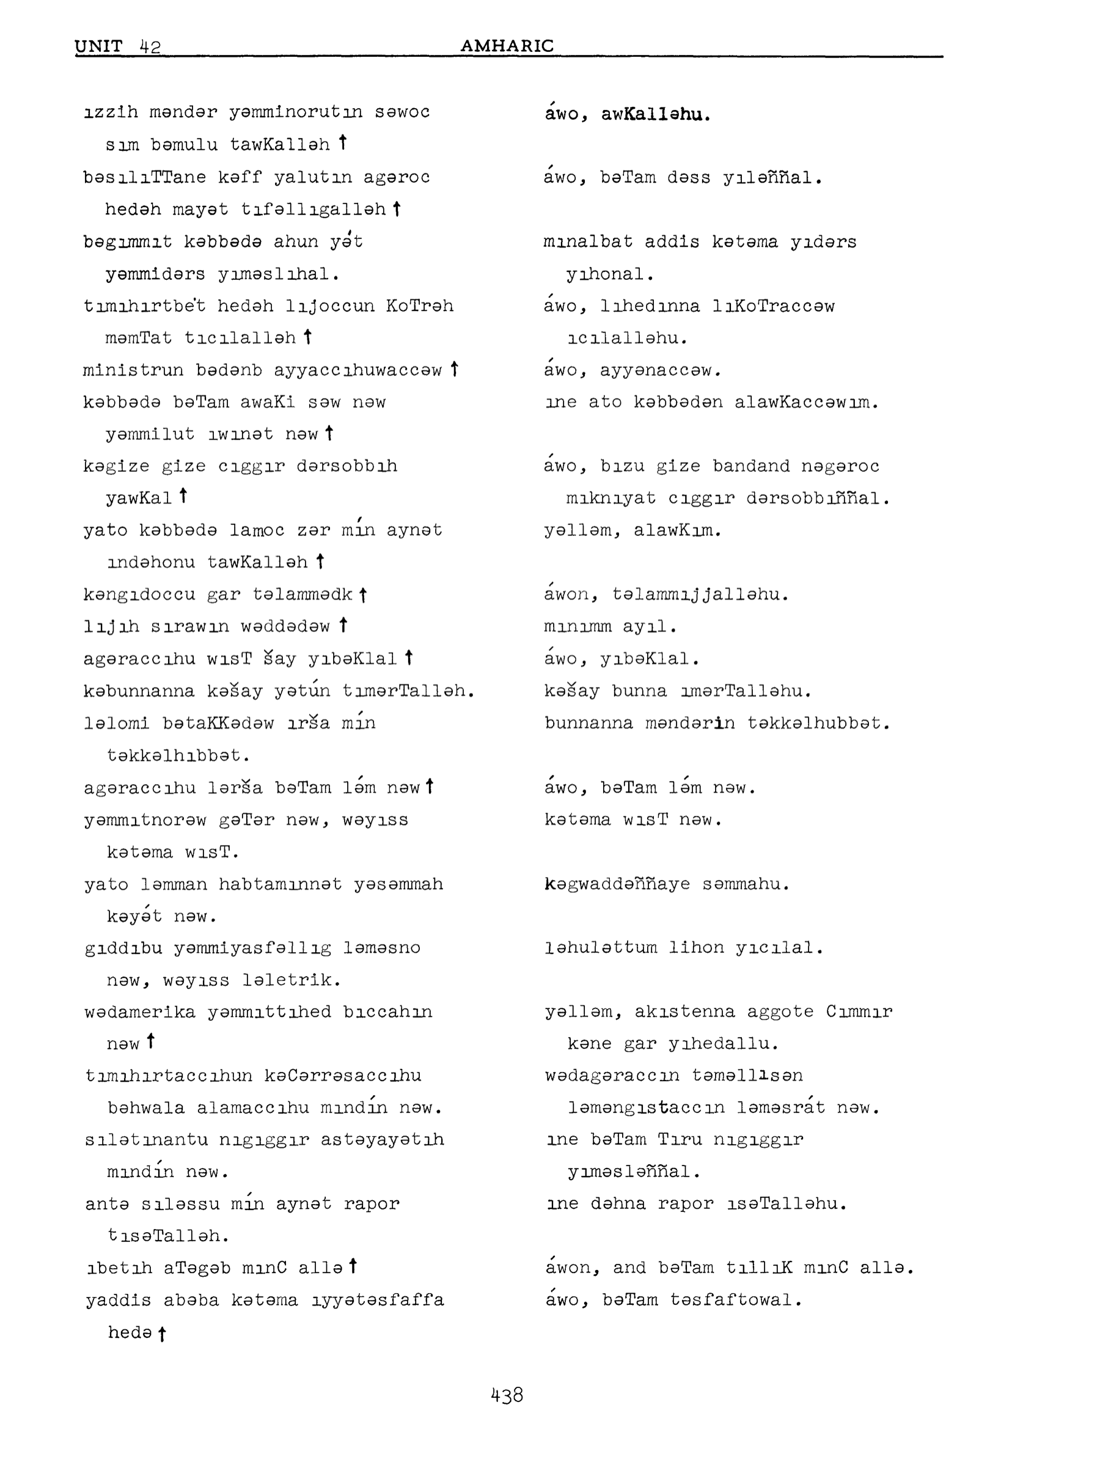 UNIT 42 AMHARIC
ɪzzih məndər yəmminorutɪn səwoc
sɪm bəmulu tawKalləh ↑
áwo, awKalləhu.
bəsɪlɪTTane kəff yalutɪn agəroc
hedəh mayət tɪfəllɪgalləh ↑
áwo, bəTam dəss yɪləññal.
bəgɪmmɪt kəbbədə ahun yə́t
yəmmidərs yɪməslɪhal.
mɪnalbat addis kətəma yɪdərs
yɪhonal.
tɪmɪhɪrtbét hedəh lɪjoccun KoTrəh
məmTat tɪcɪlalləh ↑
áwo, lɪhedɪnna lɪKoTraccəw
ɪcɪlalləhu.
ministrun bədənb ayyaccɪhuwaccəw ↑
áwo, ayyənaccəw.
kəbbədə bəTam awaKi səw nəw
yəmmilut ɪwɪnət nəw ↑
ɪne ato kəbbədən alawKaccəwɪm.
kəgize gize cɪggɪr dərsobbɪh
yawKal ↑
áwo, bɪzu gize bandand nəgəroc
mɪknɪyat cɪggɪr dərsobbɪññal.
yato kəbbədə lamoc zər mɪ́n aynət
ɪndəhonu tawKalləh ↑
yəlləm, alawKɪm.
kəngɪdoccu gar təlammədk ↑
áwon, təlammɪjjalləhu.
lɪjɪh sɪrawɪn wəddədəw ↑
mɪnɪmm ayɪl.
agəraccɪhu wɪsT šay yɪbəKlal ↑
áwo, yɪbəKlal.
kəbunnanna kəšay yətún tɪmərTalləh.
kəšay bunna ɪmərTalləhu.
ləlomi bətaKKədəw ɪrša mɪ́n
təkkəlhɪbbət.
bunnanna məndərin təkkəlhubbət.
agəraccɪhu lərša bəTam lə́m nəw ↑
áwo, bəTam lə́m nəw.
yəmmɪtnorəw gəTər nəw, wəyɪss
kətəma wɪsT.
kətəma wɪsT nəw.
yato ləmman habtamɪnnət yəsəmmah
kəyə́t nəw.
kəgwaddəññaye səmmahu.
gɪddɪbu yəmmiyasfəllɪg ləməsno
nəw, wəyɪss ləletrik.
ləhuləttum lihon yɪcɪlal.
wədamerika yəmmɪttɪhed bɪccahɪn
nəw ↑
yəlləm, akɪstenna aggote Cɪmmɪr
kəne gar yɪhedallu.
tɪmɪhɪrtaccɪhun kəCərrəsaccɪhu
bəhwala alamaccɪhu mɪndɪ́n nəw.
wədagəraccɪn təməllɪsən
ləməngɪstaccɪn ləməsrát nəw.
sɪlətɪnantu nɪgɪggɪr astəyayətɪh
mɪndɪ́n nəw.
ɪne bəTam Tɪru nɪgɪggɪr
yɪməsləññal.
antə sɪləssu mɪ́n aynət rapor
tɪsəTalləh.
ɪne dəhna rapor ɪsəTalləhu.
ɪbetɪh aTəgəb mɪnC allə ↑
áwon, and bəTam tɪllɪK mɪnC allə.
yaddis abəba kətəma ɪyyətəsfaffa
hedə ↑
áwo, bəTam təsfaftowal.
438